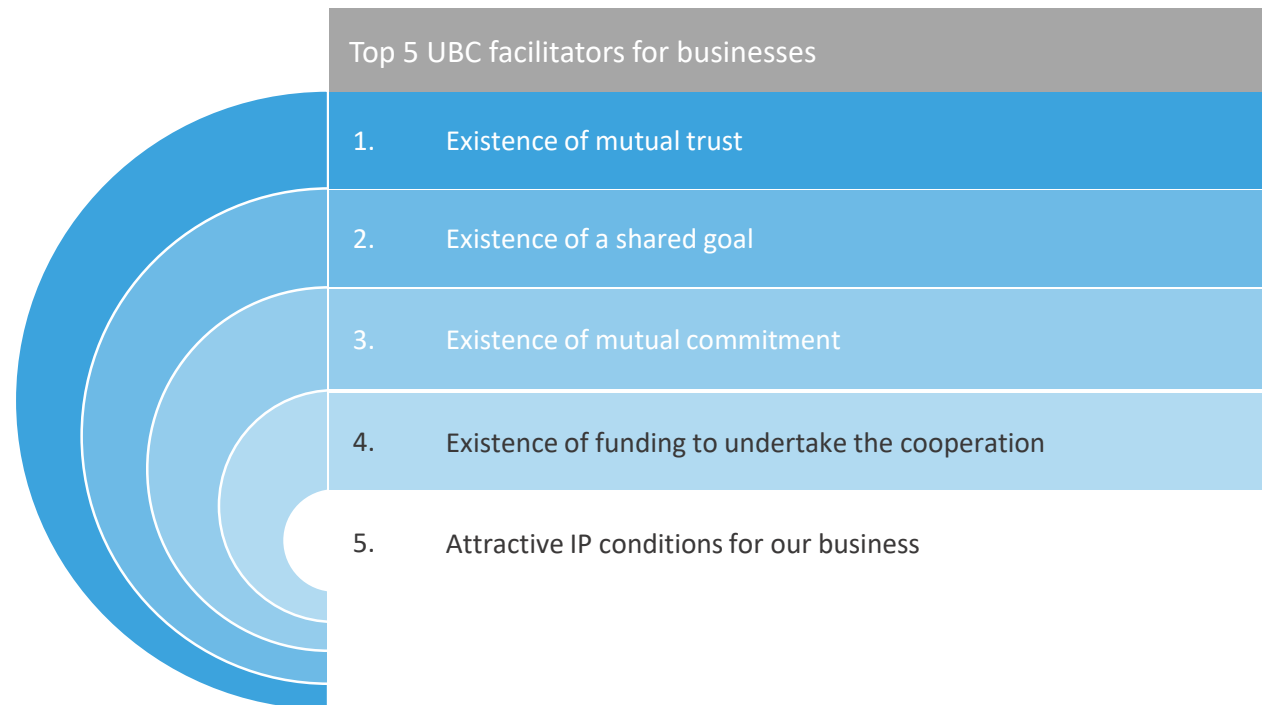 Top 5 UBC facilitators for businesses
1. Existence of mutual trust
2. Existence of a shared goal
3. Existence of mutual commitment
4. Existence of funding to undertake the cooperation
5. Attractive IP conditions for our business